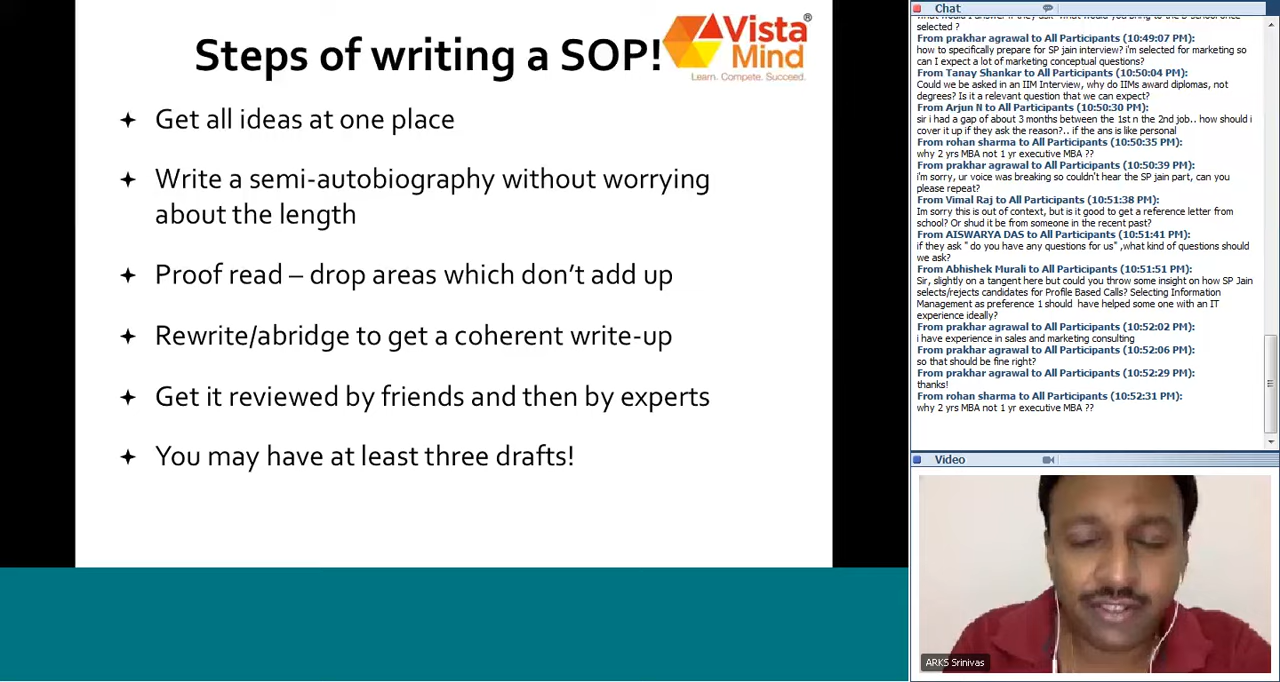 Steps of writing a SOP!
Vista
Mind
®
Learn. Compete. Succeed.
Get all ideas at one place
Write a semi-autobiography without worrying
about the length
Proof read – drop areas which don't add up
Rewrite/abridge to get a coherent write-up
Get it reviewed by friends and then by experts
You may have at least three drafts!
Chat
selected ?
From prakhar agrawal to All Participants (10:49:07 PM):
how to specifically prepare for SP jain interview? i'm selected for marketing so
can I expect a lot of marketing conceptual questions?
From Tanay Shankar to All Participants (10:50:04 PM):
Could we be asked in an IIM Interview, why do IIMs award diplomas, not
degrees? Is it a relevant question that we can expect?
From Arjun N to All Participants (10:50:30 PM):
sir i had a gap of about 3 months between the 1st n the 2nd job.. how should i
cover it up if they ask the reason?.. if the ans is like personal
From rohan sharma to All Participants (10:50:35 PM):
why 2 yrs MBA not 1 yr executive MBA ??
From prakhar agrawal to All Participants (10:50:39 PM):
i'm sorry, ur voice was breaking so couldn't hear the SP jain part, can you
please repeat?
From Vimal Raj to All Participants (10:51:38 PM):
Im sorry this is out of context, but is it good to get a reference letter from
school? Or shud it be from someone in the recent past?
From AISWARYA DAS to All Participants (10:51:41 PM):
if they ask " do you have any questions for us" ,what kind of questions should
we ask?
From Abhishek Murali to All Participants (10:51:51 PM):
Sir, slightly on a tangent here but could you throw some insight on how SP Jain
selects/rejects candidates for Profile Based Calls? Selecting Information
Management as preference 1 should have helped some one with an IT
experience ideally?
From prakhar agrawal to All Participants (10:52:02 PM):
i have experience in sales and marketing consulting
From prakhar agrawal to All Participants (10:52:06 PM):
so that should be fine right?
From prakhar agrawal to All Participants (10:52:29 PM):
thanks!
From rohan sharma to All Participants (10:52:31 PM):
why 2 yrs MBA not 1 yr executive MBA ??
Video
ARKS Srinivas